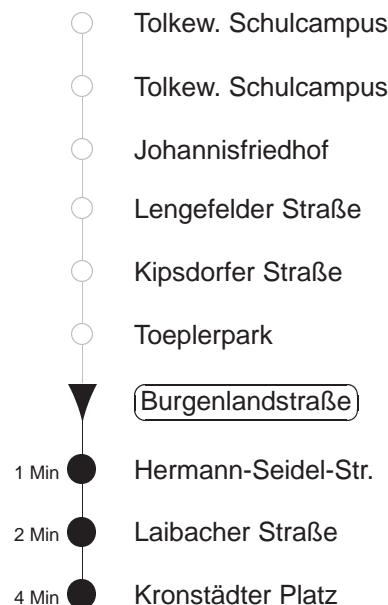 Tolkew. Schulcampus
Tolkew. Schulcampus
Johannisfriedhof
Lengefelder Straße
Kipsdorfer Straße
Toeplerpark
Burgenlandstraße
1 Min Hermann-Seidel-Str.
2 Min Laibacher Straße
4 Min Kronstädter Platz